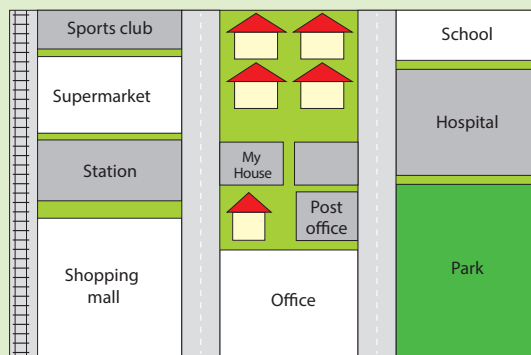 Sports club
Supermarket
Station
Shopping
mall
My
House
Post
office
Office
School
Hospital
Park